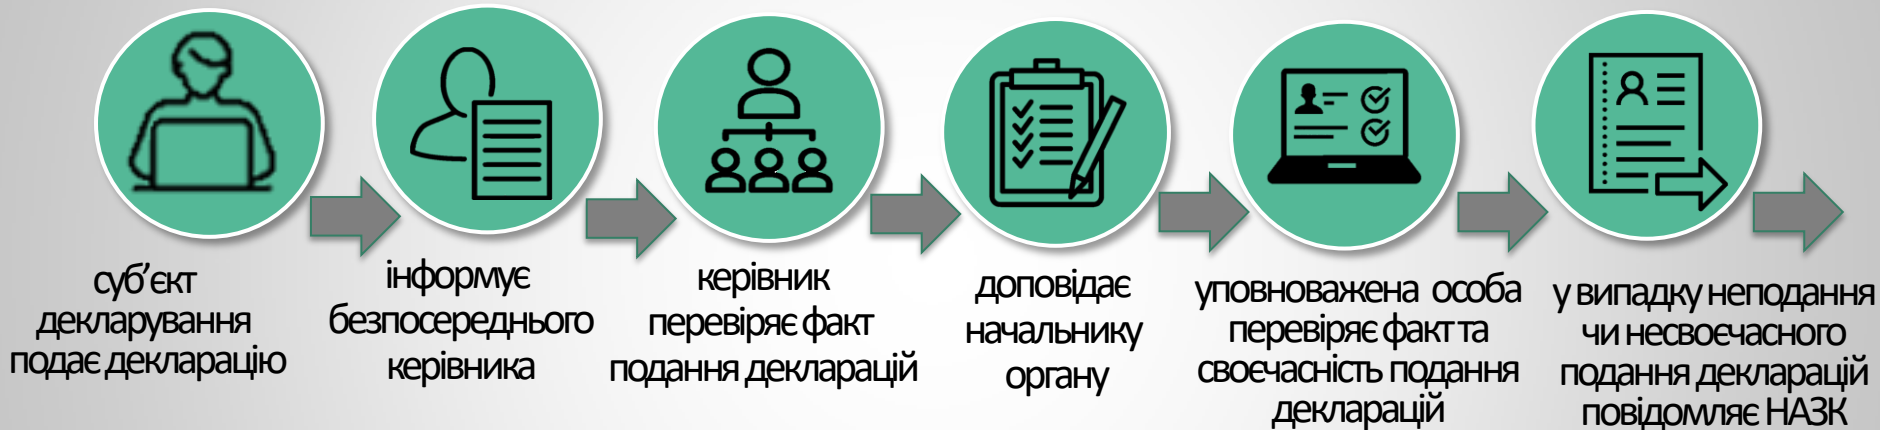 суб’єкт
декларування
подає декларацію
інформує
безпосереднього
керівника
керівник
перевіряє факт
подання декларацій
доповідає
начальнику
органу
уповноважена особа
перевіряє факт та
своєчасність подання
декларацій
у випадку неподання
чи несвоєчасного
подання декларацій
повідомляє НАЗК